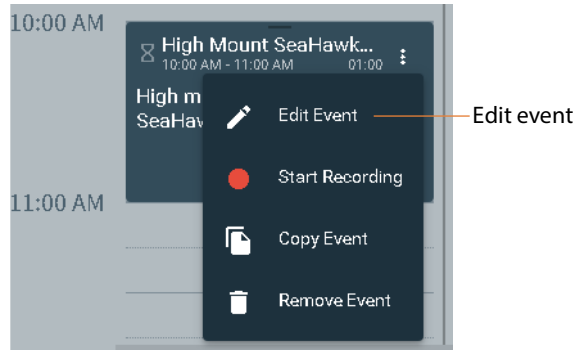 10:00 AM
High Mount SeaHawk...
10:00 AM - 11:00 AM 01:00
High m
SeaHav
Edit Event
Edit event
Start Recording
11:00 AM
Copy Event
Remove Event